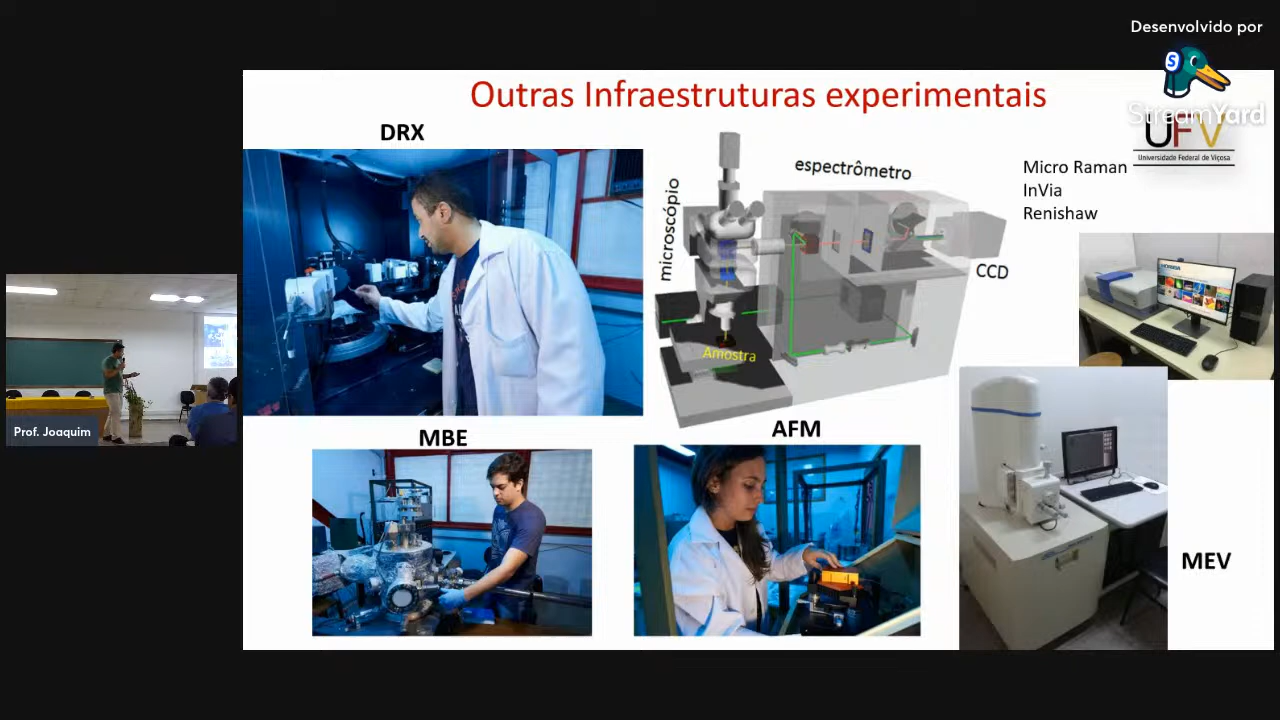 Desenvolvido por
StreamYard
Outras Infraestruturas experimentais
UFV
Universidade Federal de Viçosa
DRX
microscópio
espectrômetro
CCD
Amostra
Micro Raman
InVia
Renishaw
MBE
AFM
MEV
Prof. Joaquim